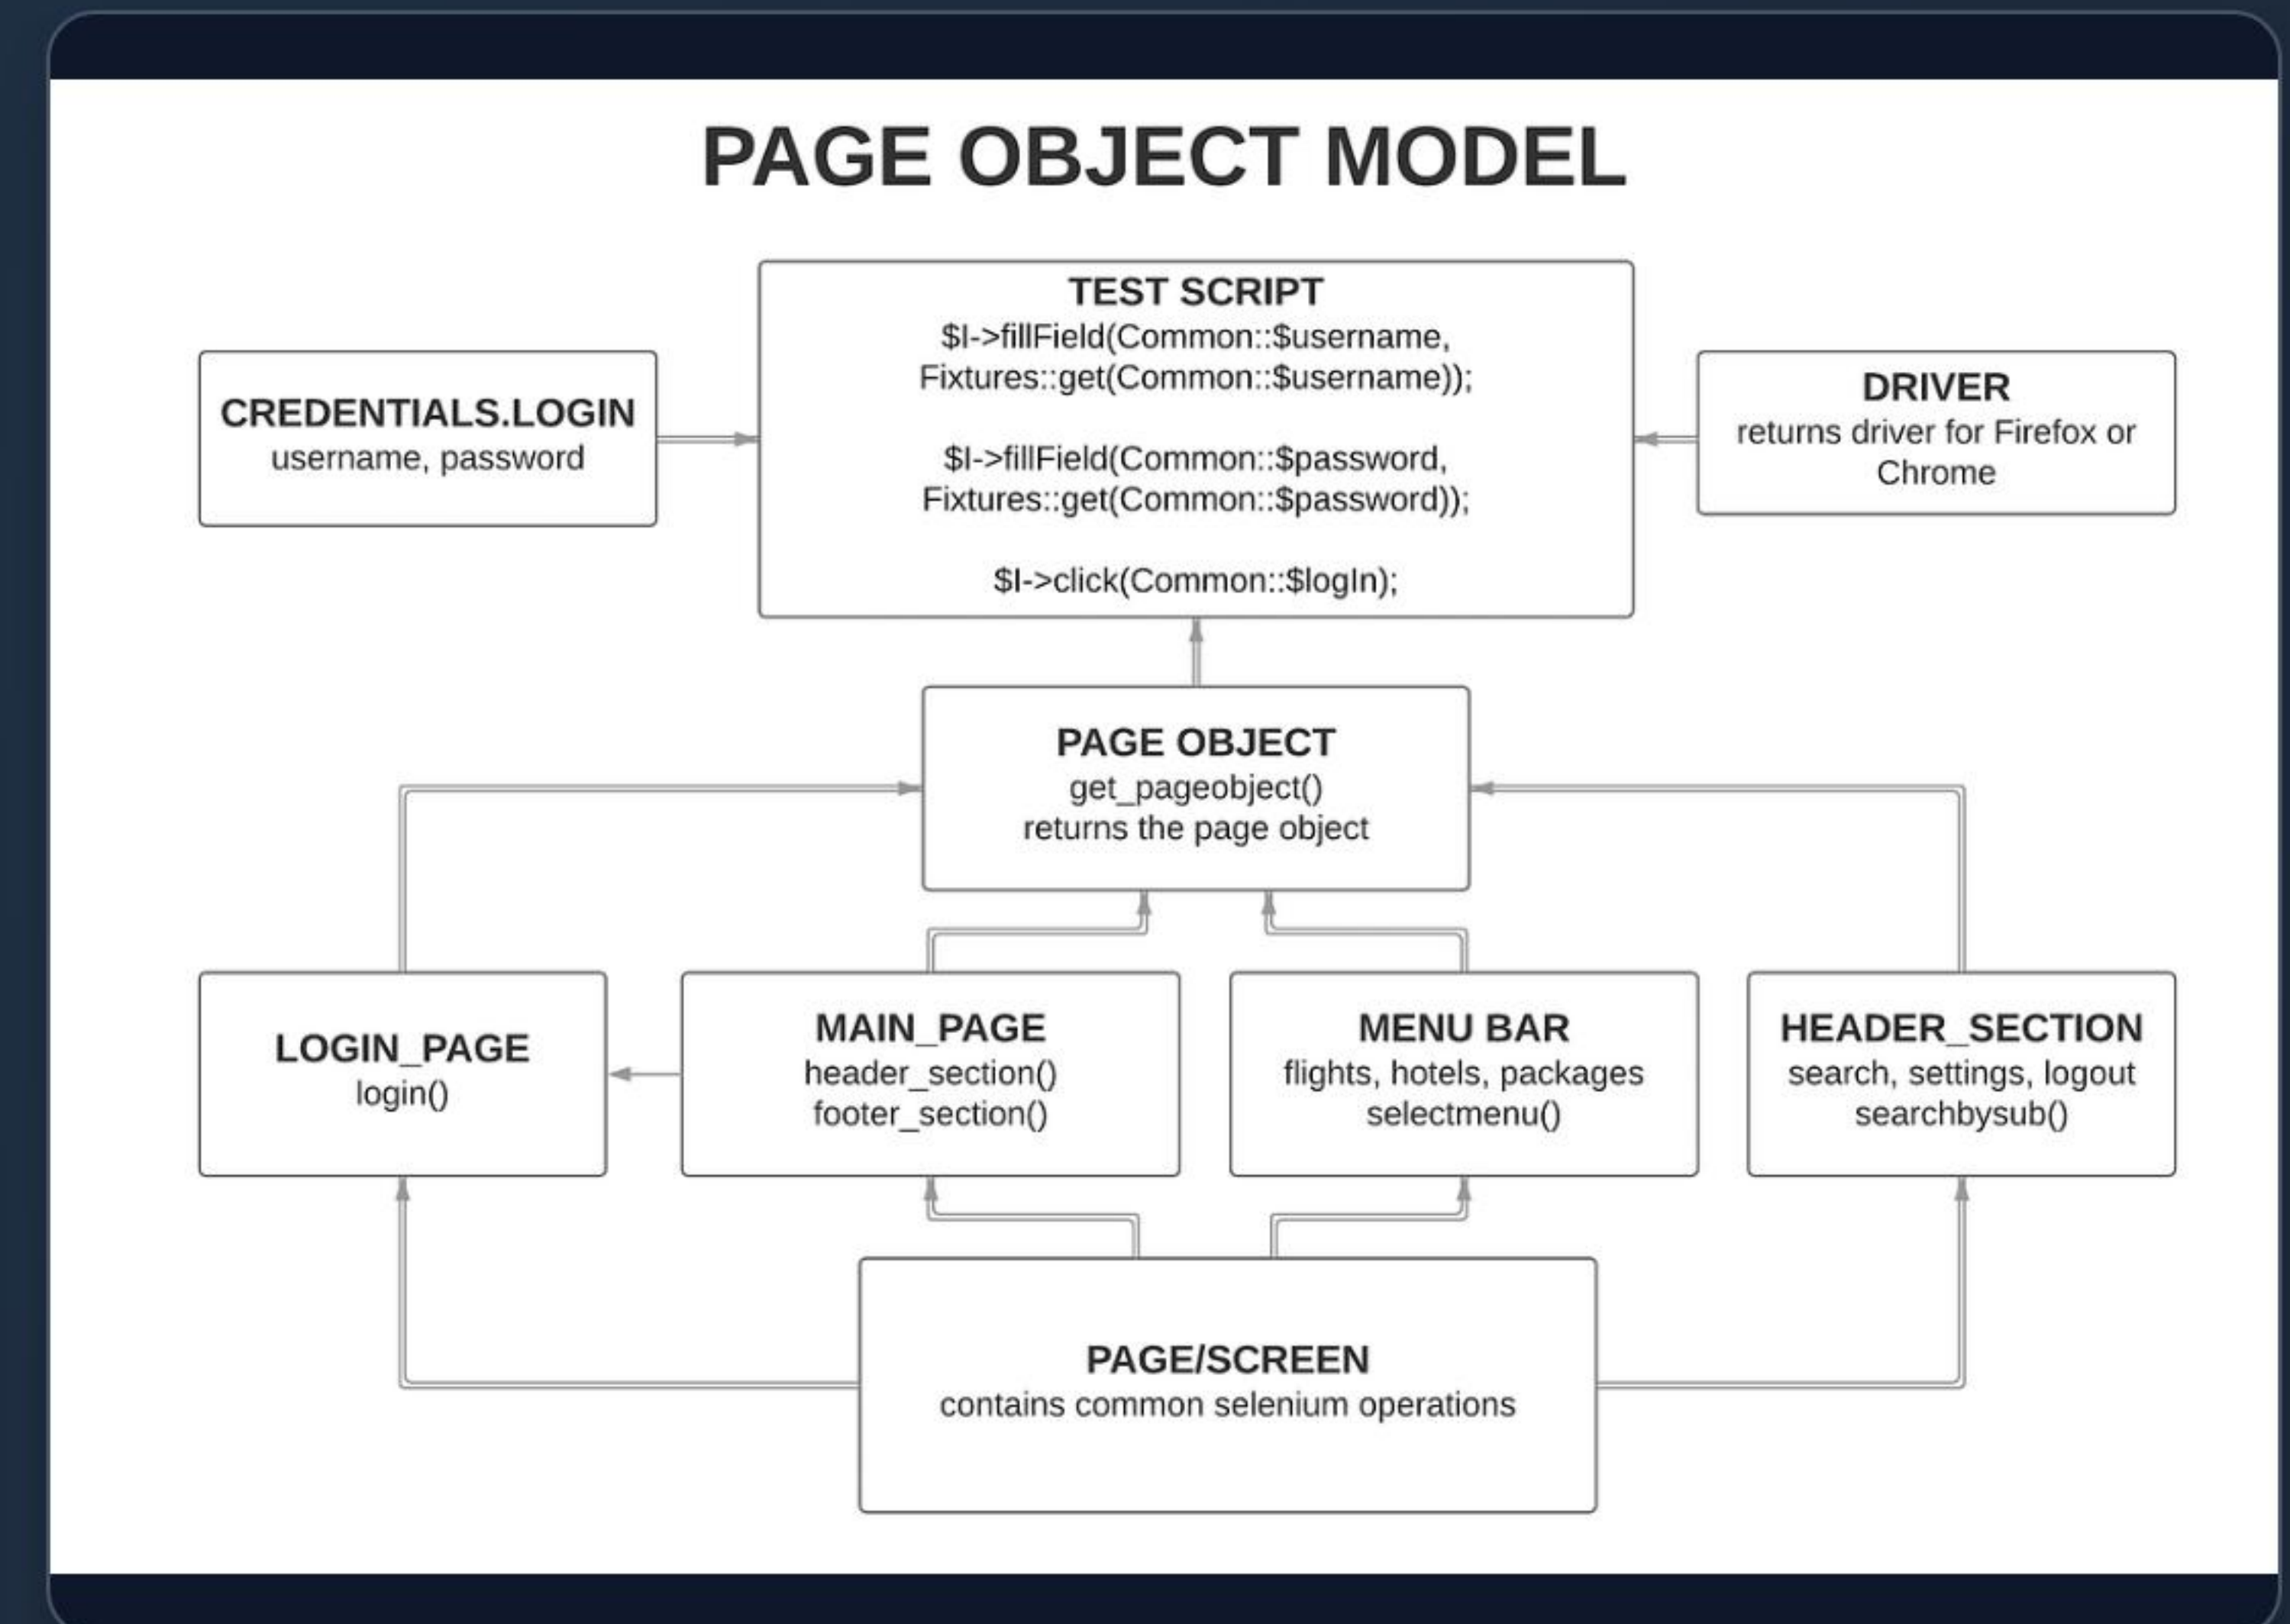 PAGE OBJECT MODEL
TEST SCRIPT
$I->fillField(Common::$username,
Fixtures::get(Common::$username));
$I->fillField(Common::$password,
Fixtures::get(Common::$password));
$I->click(Common::$logIn);
CREDENTIALS.LOGIN
username, password
DRIVER
returns driver for Firefox or
Chrome
PAGE OBJECT
get_pageobject()
returns the page object
LOGIN_PAGE
login()
MAIN_PAGE
header_section()
footer_section()
MENU BAR
flights, hotels, packages
selectmenu()
HEADER_SECTION
search, settings, logout
searchbysub()
PAGE/SCREEN
contains common selenium operations